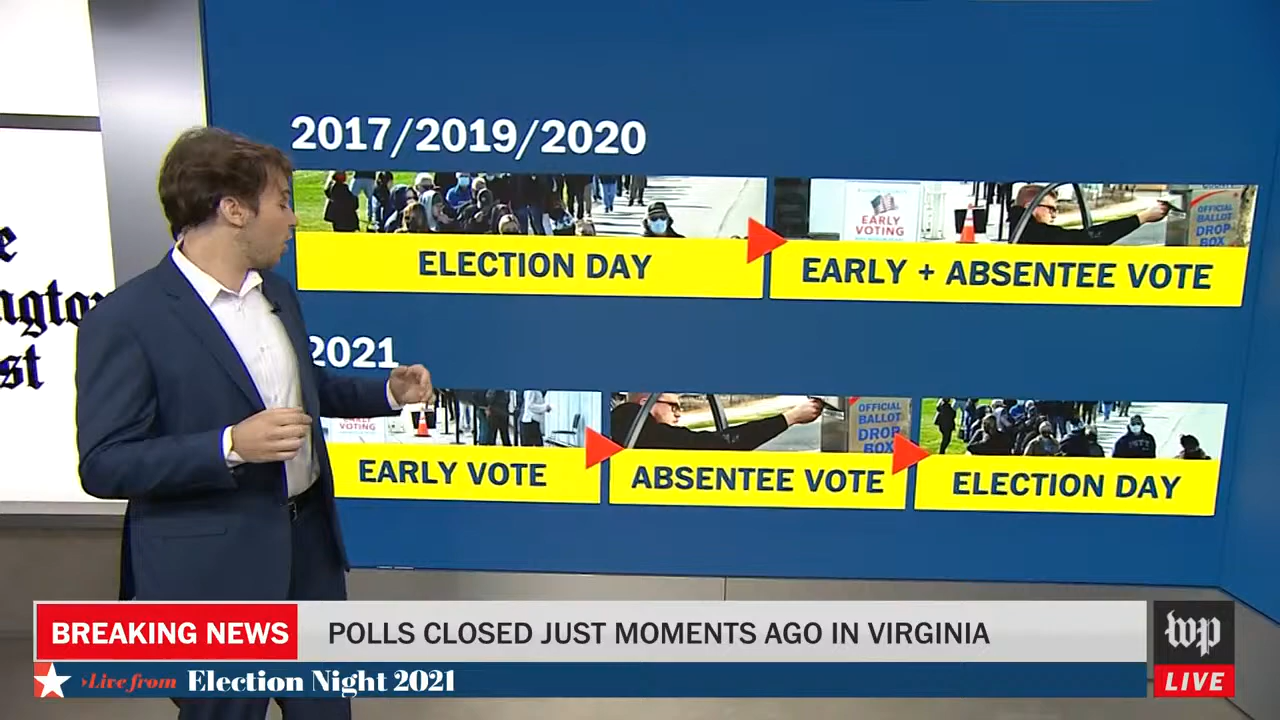 2017/2019/2020
EARLY
VOTING
OFFICIAL
BALLOT
DROP
BOX
ELECTION DAY
EARLY + ABSENTEE VOTE
2021
VOTING
OFFICIAL
BALLOT
DROP
BOX
EARLY VOTE
ABSENTEE VOTE
ELECTION DAY
BREAKING NEWS
POLLS CLOSED JUST MOMENTS AGO IN VIRGINIA
wp
LIVE
Live from
Election Night 2021